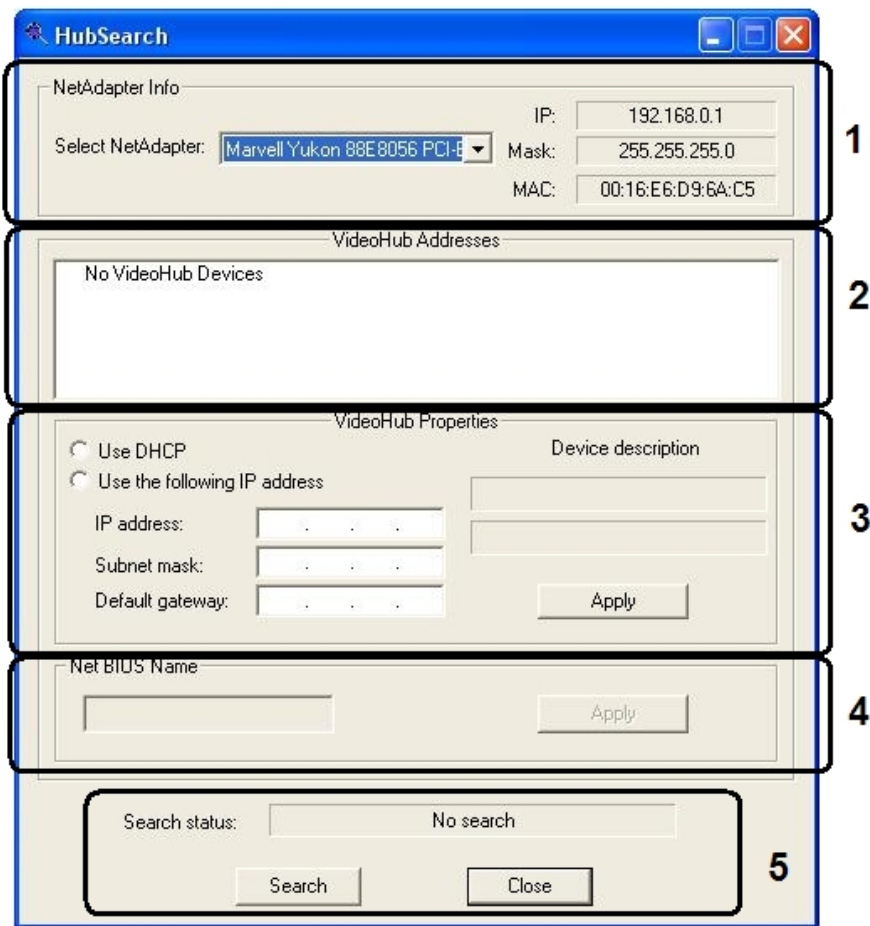 HubSearch
NetAdapter Info
IP: 192.168.0.1
Select NetAdapter: Marvell Yukon 88E8056 PCI-E Mask: 255.255.255.0
1
MAC: 00:16:E6:D9:6A:C5
VideoHub Addresses
No VideoHub Devices
2
VideoHub Properties
Use DHCP
Device description
Use the following IP address
IP address: . . .
3
Subnet mask: . . .
Default gateway: . . .
Apply
Net BIOS Name
Apply
4
Search status: No search
5
Search Close